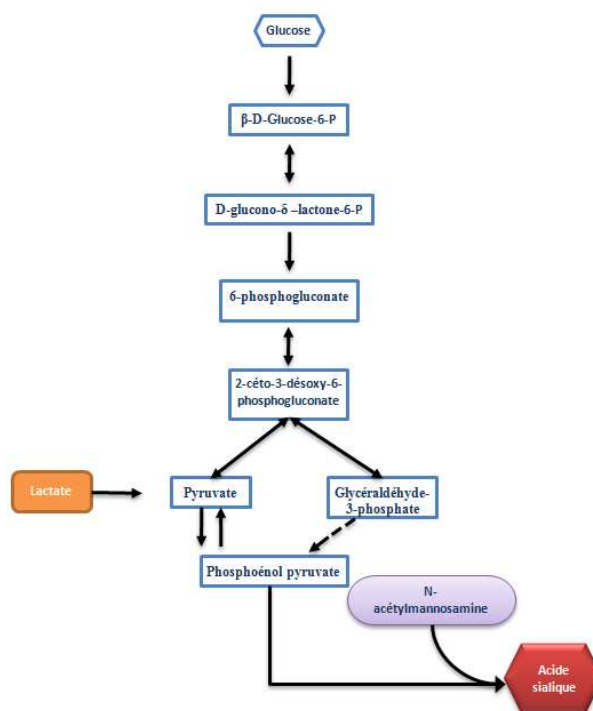 Glucose
β-D-Glucose-6-P
D-glucono-δ –lactone-6-P
6-phosphogluconate
2-céto-3-désoxy-6-
phosphogluconate
Lactate
Pyruvate
Glycéraldéhyde-
3-phosphate
Phosphoénol pyruvate
N-
acétylmannosamine
Acide
sialique